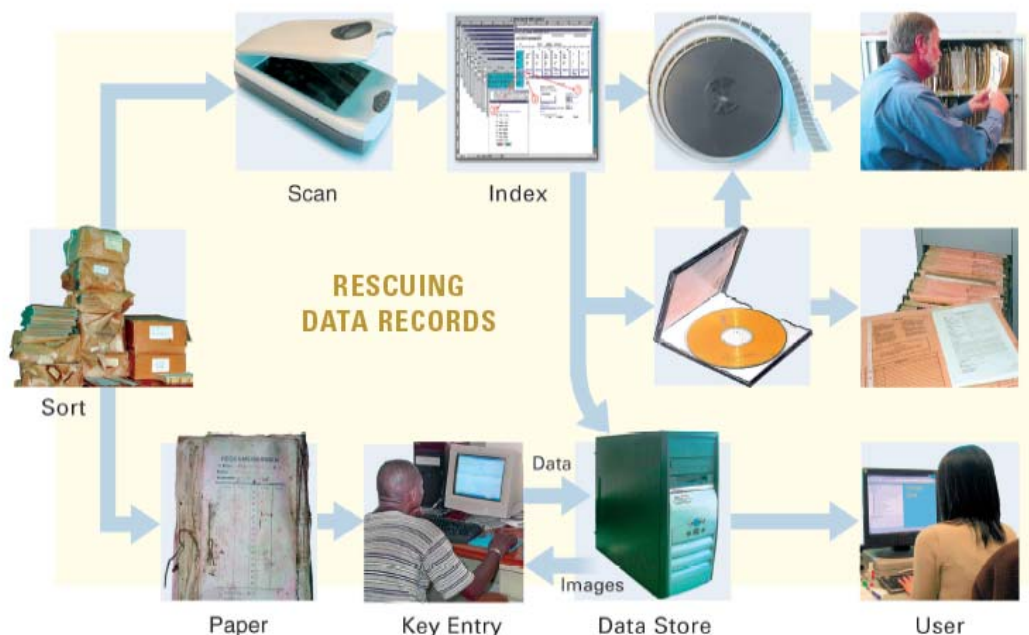 Scan
Index
RESCUING
DATA RECORDS
Sort
Data
Images
Paper
Key Entry
Data Store
User